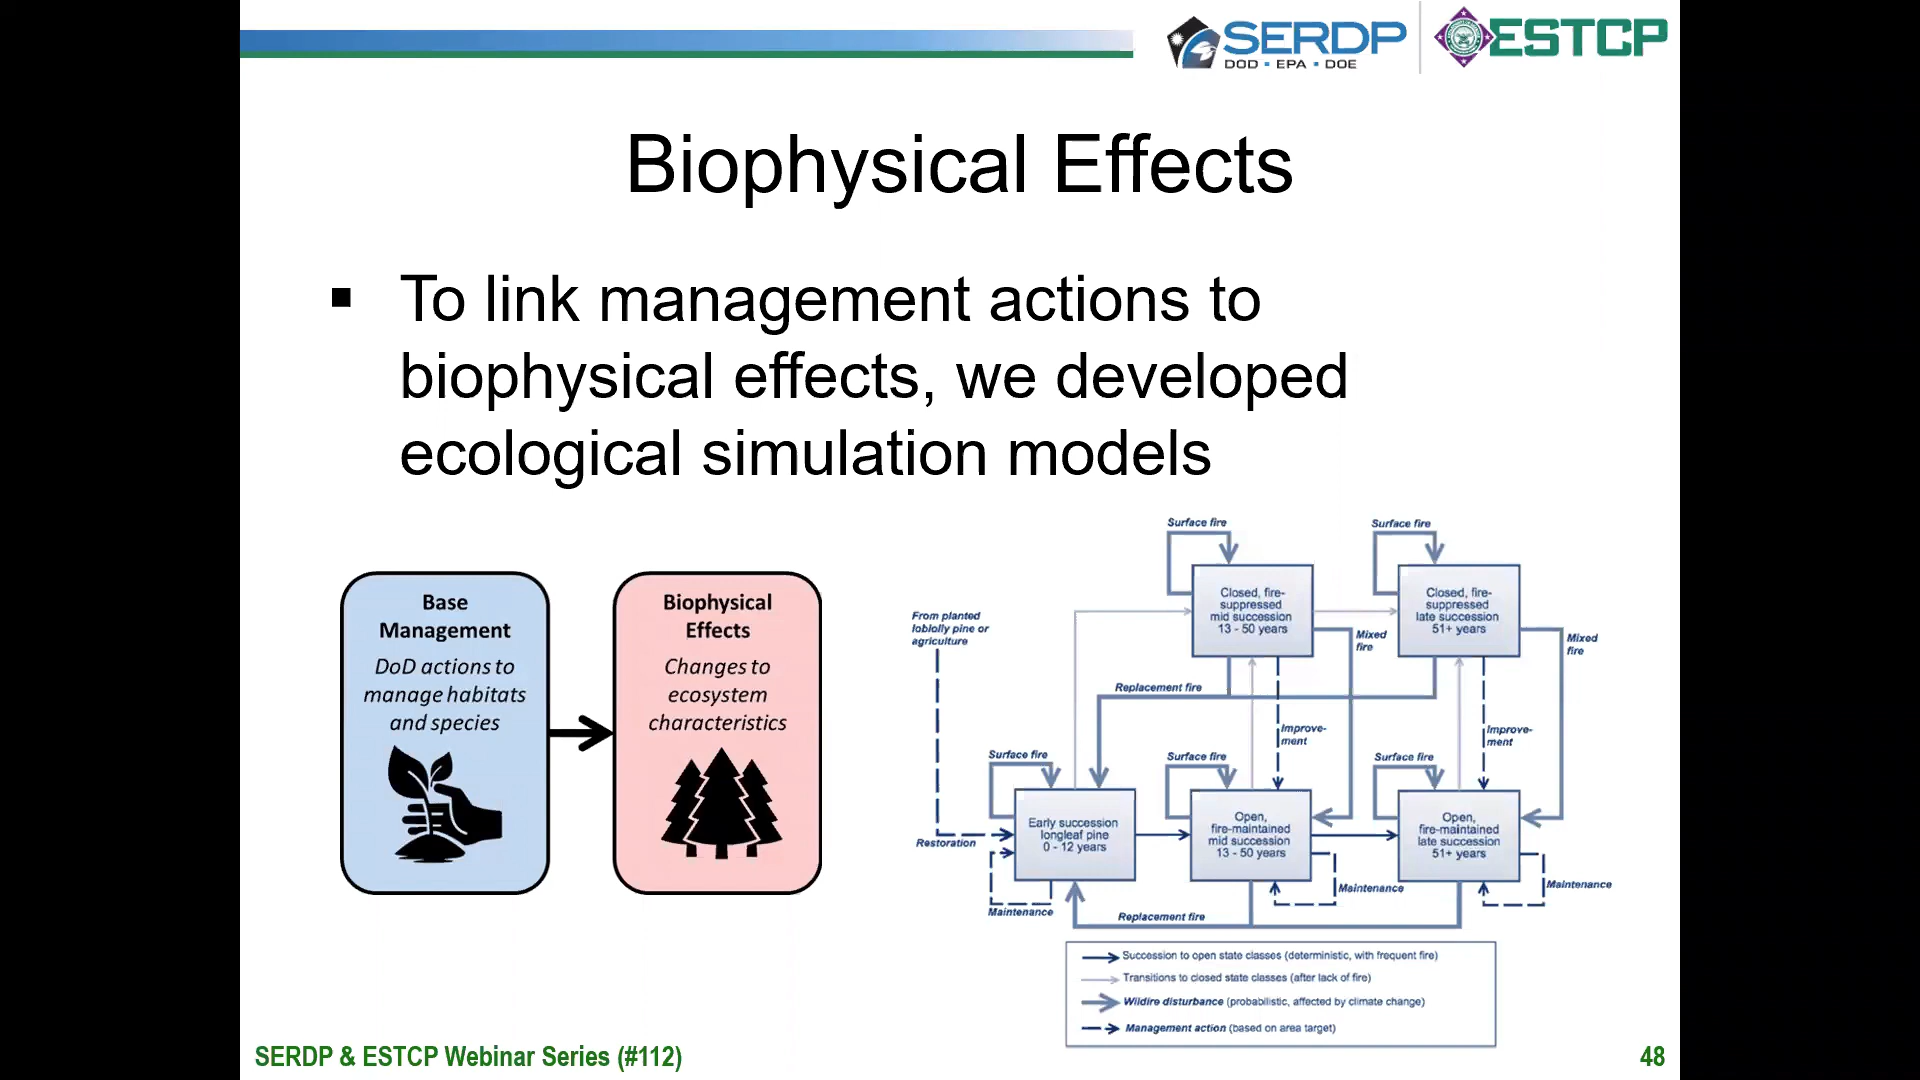 SERDP
DOD ▪ EPA ▪ DOE
ESTCP
Biophysical Effects
▪ To link management actions to
biophysical effects, we developed
ecological simulation models
Base
Management
DoD actions to
manage habitats
and species
Biophysical
Effects
Changes to
ecosystem
characteristics
Surface fire
Surface fire
Closed, fire-
suppressed
mid succession
13 - 50 years
Closed, fire-
suppressed
late succession
51+ years
From planted
loblolly pine or
agriculture
Mixed
fire
Mixed
fire
Replacement fire
Improve-
ment
Improve-
ment
Surface fire
Surface fire
Surface fire
Early succession
longleaf pine
0 - 12 years
Open,
fire-maintained
mid succession
13 - 50 years
Open,
fire-maintained
late succession
51+ years
Restoration
Maintenance
Maintenance
Maintenance
Replacement fire
Succession to open state classes (deterministic, with frequent fire)
Transitions to closed state classes (after lack of fire)
Wildire disturbance (probabilistic, affected by climate change)
Management action (based on area target)
SERDP & ESTCP Webinar Series (#112)
48